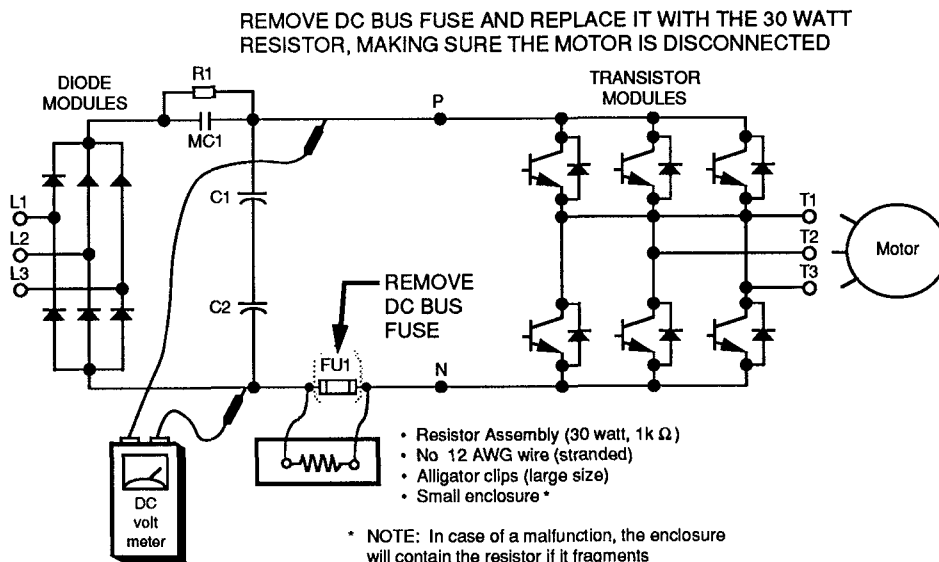 REMOVE DC BUS FUSE AND REPLACE IT WITH THE 30 WATT
RESISTOR, MAKING SURE THE MOTOR IS DISCONNECTED
DIODE
MODULES
R1
MC1
P
TRANSISTOR
MODULES
L1
L2
L3
C1
C2
T1
T2
T3
Motor
REMOVE
DC BUS
FUSE
FU1
N
DC
volt
meter
• Resistor Assembly (30 watt, 1k Ω)
• No 12 AWG wire (stranded)
• Alligator clips (large size)
• Small enclosure *
* NOTE: In case of a malfunction, the enclosure
will contain the resistor if it fragments